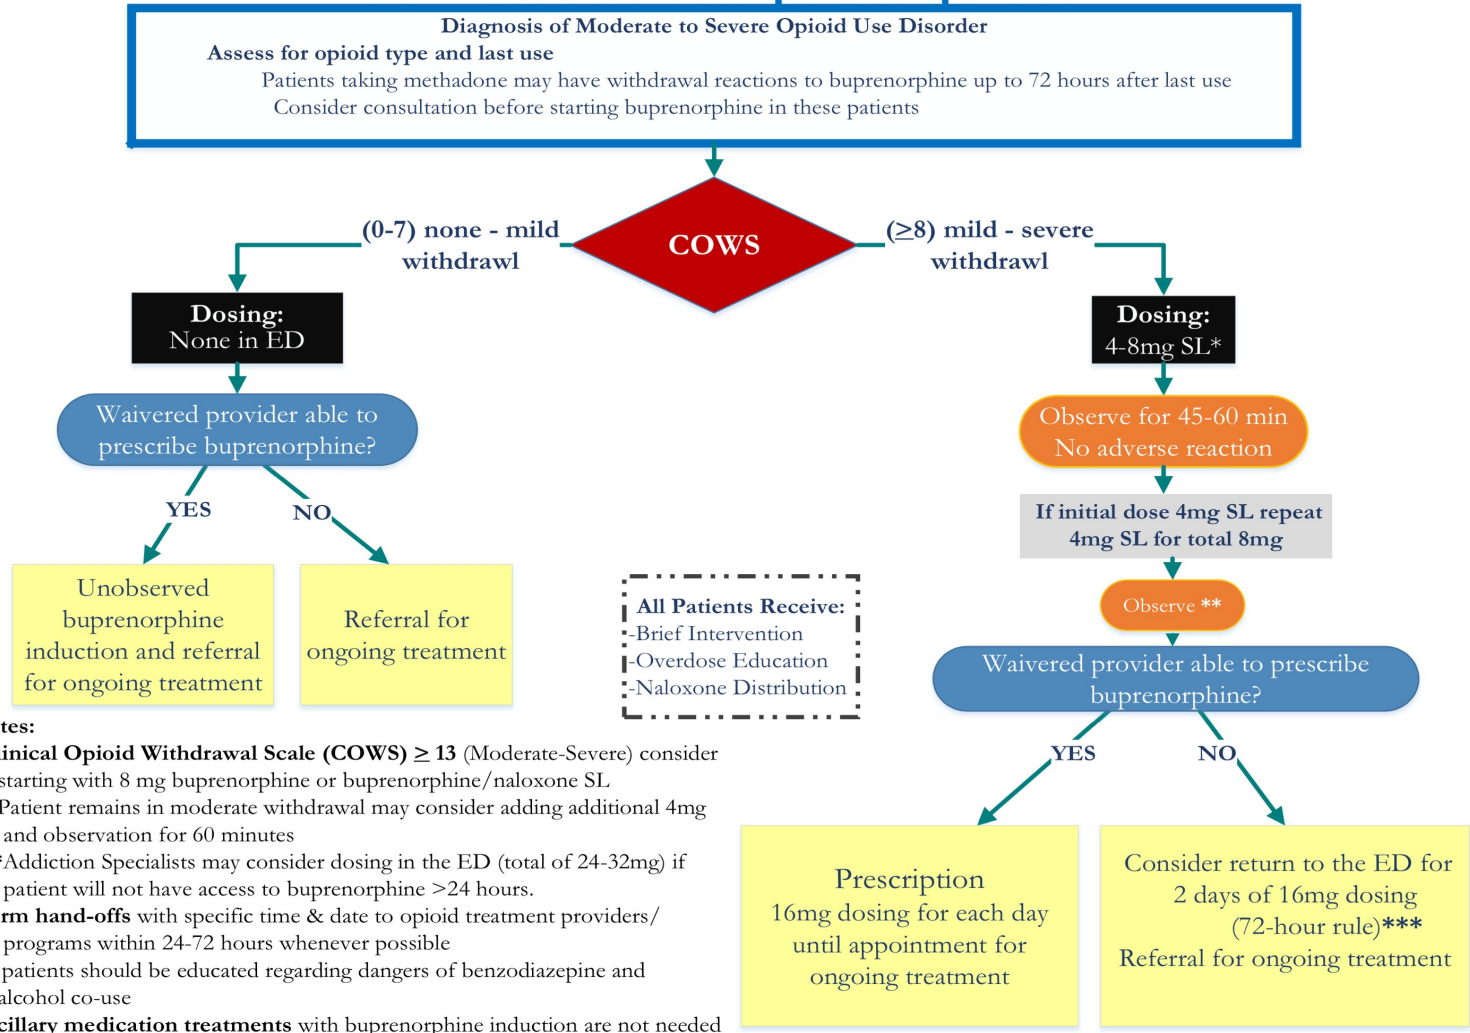 Diagnosis of Moderate to Severe Opioid Use Disorder
Assess for opioid type and last use
Patients taking methadone may have withdrawal reactions to buprenorphine up to 72 hours after last use
Consider consultation before starting buprenorphine in these patients
(0-7) none - mild
withdrawl
COWS
(≥8) mild - severe
withdrawl
Dosing:
None in ED
Waivered provider able to
prescribe buprenorphine?
YES
NO
Unobserved
buprenorphine
induction and referral
for ongoing treatment
Referral for
ongoing treatment
All Patients Receive:
-Brief Intervention
-Overdose Education
-Naloxone Distribution
Dosing:
4-8mg SL*
Observe for 45-60 min
No adverse reaction
If initial dose 4mg SL repeat
4mg SL for total 8mg
Observe **
Waivered provider able to prescribe
buprenorphine?
YES
NO
Prescription
16mg dosing for each day
until appointment for
ongoing treatment
Consider return to the ED for
2 days of 16mg dosing
(72-hour rule)***
Referral for ongoing treatment
tes:
linical Opioid Withdrawal Scale (COWS) ≥ 13 (Moderate-Severe) consider
starting with 8 mg buprenorphine or buprenorphine/naloxone SL
Patient remains in moderate withdrawal may consider adding additional 4mg
and observation for 60 minutes
*Addiction Specialists may consider dosing in the ED (total of 24-32mg) if
patient will not have access to buprenorphine >24 hours.
rm hand-offs with specific time & date to opioid treatment providers/
programs within 24-72 hours whenever possible
patients should be educated regarding dangers of benzodiazepine and
alcohol co-use
cillary medication treatments with buprenorphine induction are not needed